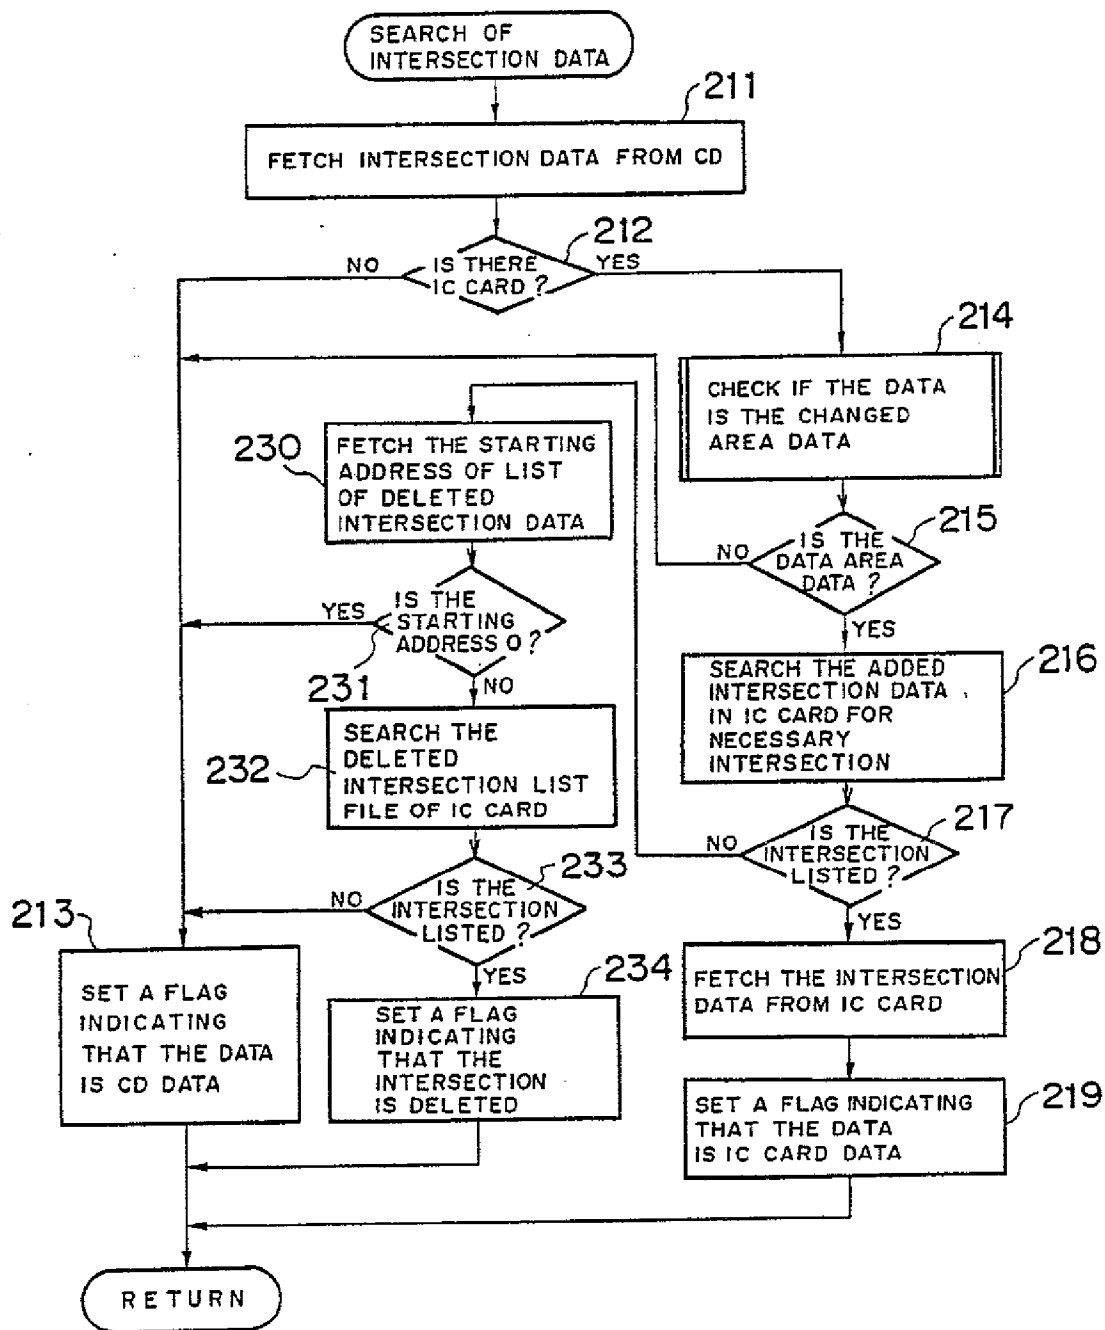 SEARCH OF
INTERSECTION DATA
211
FETCH INTERSECTION DATA FROM CD
212
IS THERE
IC CARD?
NO
YES
214
CHECK IF THE DATA
IS THE CHANGED
AREA DATA
230
FETCH THE STARTING
ADDRESS OF LIST
OF DELETED
INTERSECTION DATA
215
IS THE
DATA AREA
DATA?
NO
YES
231
IS THE
STARTING
ADDRESS 0?
YES
NO
216
SEARCH THE ADDED
INTERSECTION DATA
IN IC CARD FOR
NECESSARY
INTERSECTION
232
SEARCH THE
DELETED
INTERSECTION LIST
FILE OF IC CARD
217
IS THE
INTERSECTION
LISTED?
NO
YES
233
IS THE
INTERSECTION
LISTED?
NO
YES
213
SET A FLAG
INDICATING
THAT THE DATA
IS CD DATA
234
SET A FLAG
INDICATING
THAT THE
INTERSECTION
IS DELETED
218
FETCH THE INTERSECTION
DATA FROM IC CARD
219
SET A FLAG INDICATING
THAT THE DATA
IS IC CARD DATA
RETURN